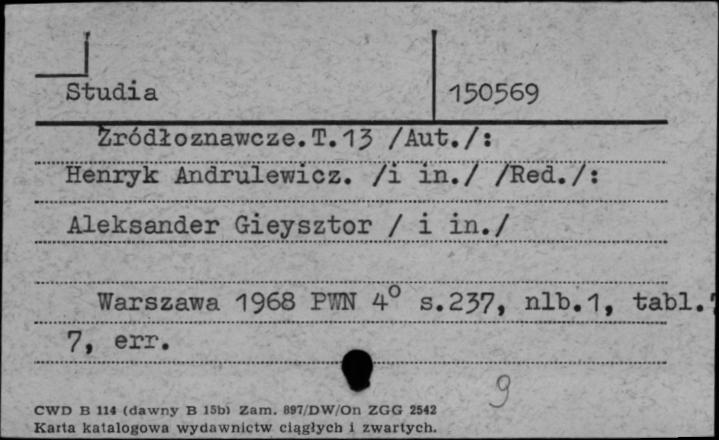 Studia 150569
Źródłoznawcze.T.13 /Aut./:
Henryk Andrulewicz. /i in./ /Red./:
Aleksander Gieysztor / i in./
Warszawa 1968 PWN 4° s.237, nlb.1, tabl.
7, err.
9
CWD B 114 (dawny B 15b) Zam. 897/DW/On ZGG 2542
Karta katalogowa wydawnictw ciągłych i zwartych.